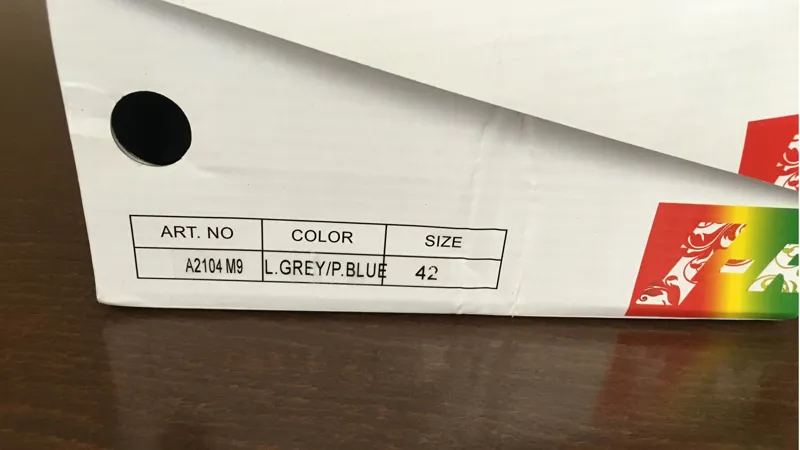 ART. NO COLOR SIZE
A2104 M9 L.GREY/P.BLUE 42